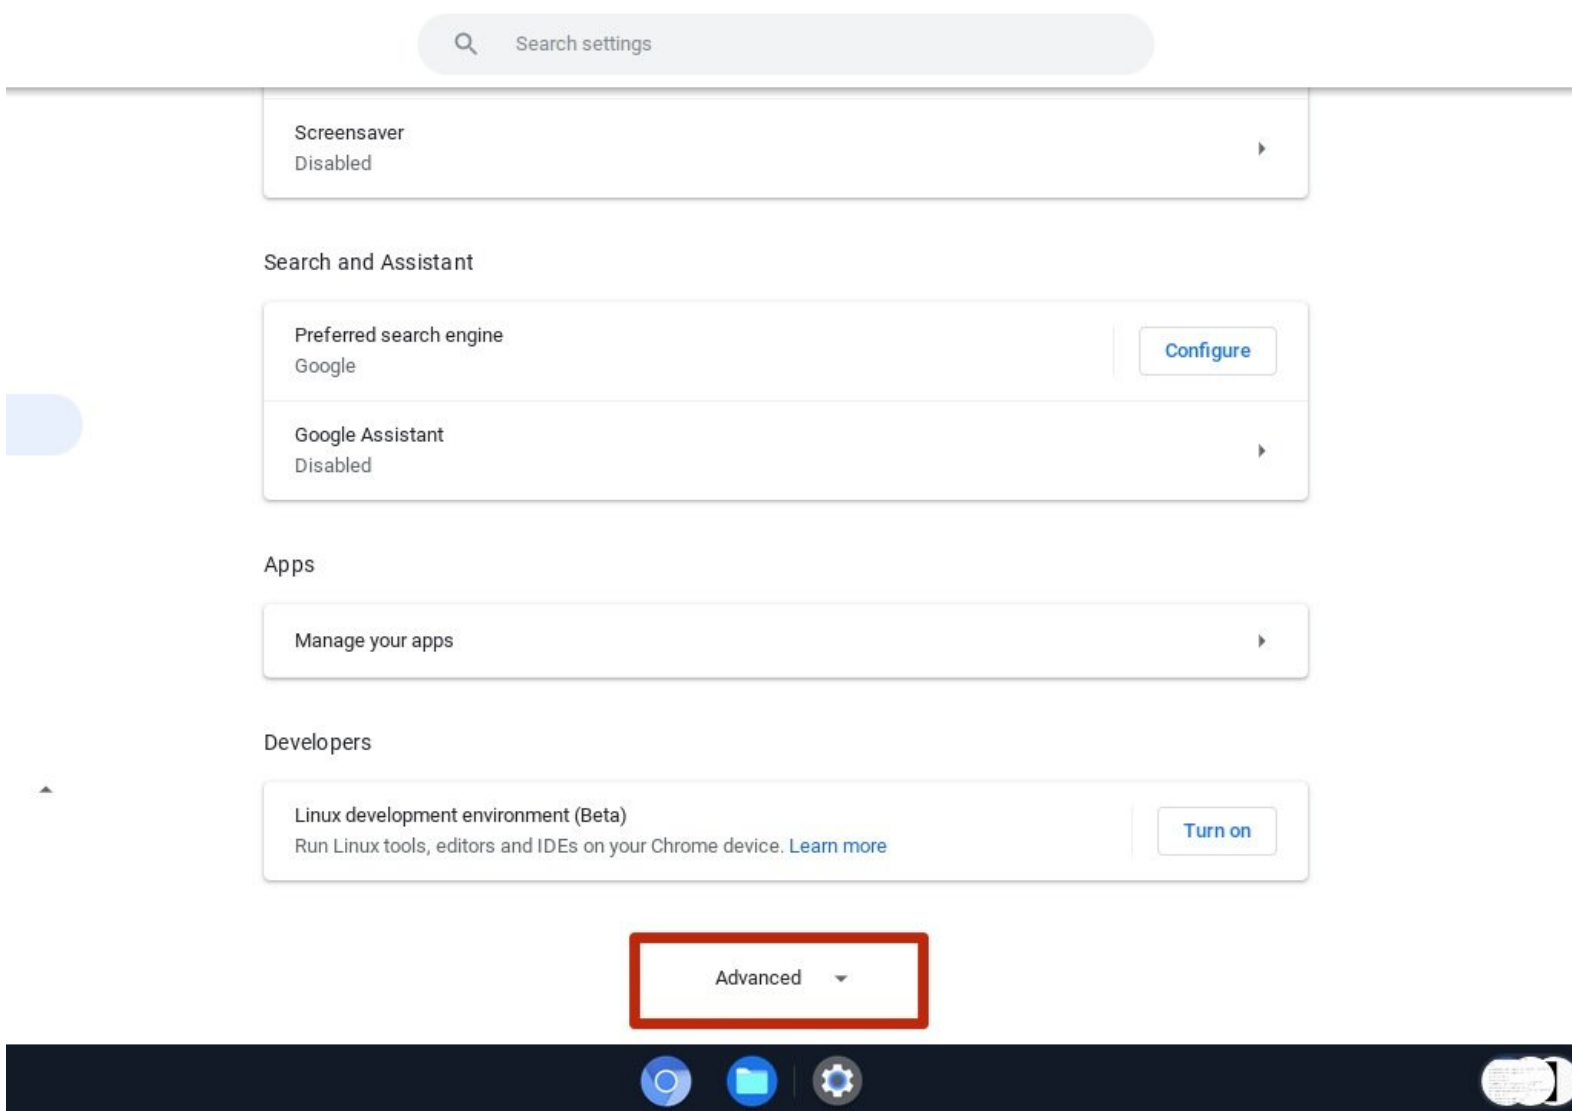 Search settings
Screensaver
Disabled
Search and Assistant
Preferred search engine
Google
Configure
Google Assistant
Disabled
Apps
Manage your apps
Developers
Linux development environment (Beta)
Run Linux tools, editors and IDEs on your Chrome device. Learn more
Turn on
Advanced